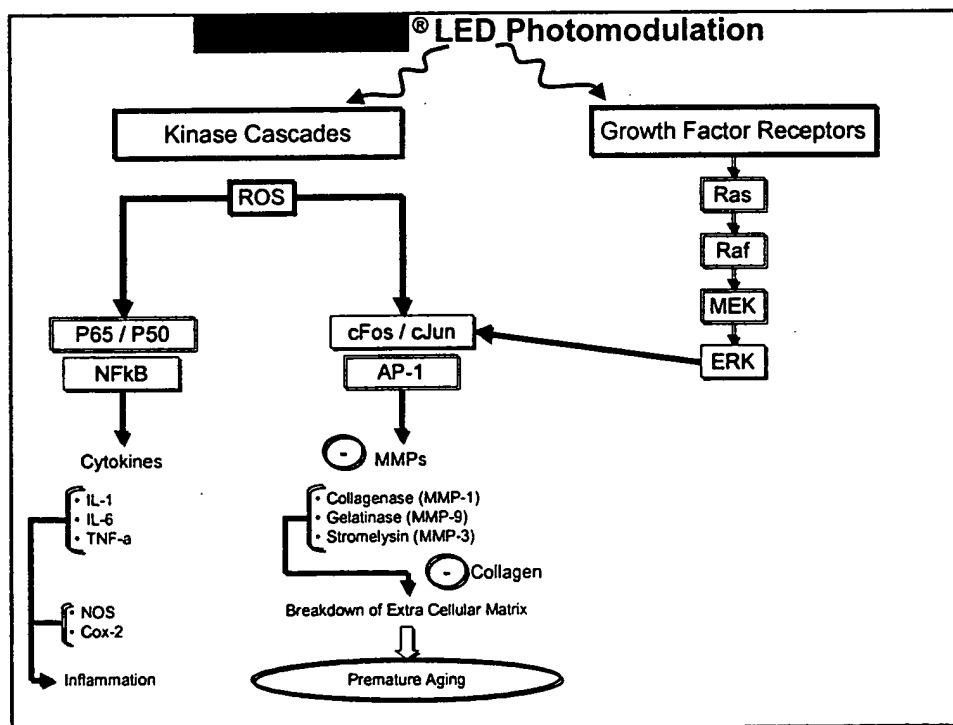 ® LED Photomodulation
Kinase Cascades
Growth Factor Receptors
ROS
Ras
Raf
MEK
ERK
P65 / P50
NFkB
cFos / cJun
AP-1
Cytokines
· IL-1
· IL-6
· TNF-a
· NOS
· Cox-2
Inflammation
- MMPs
· Collagenase (MMP-1)
· Gelatinase (MMP-9)
· Stromelysin (MMP-3)
- Collagen
Breakdown of Extra Cellular Matrix
Premature Aging